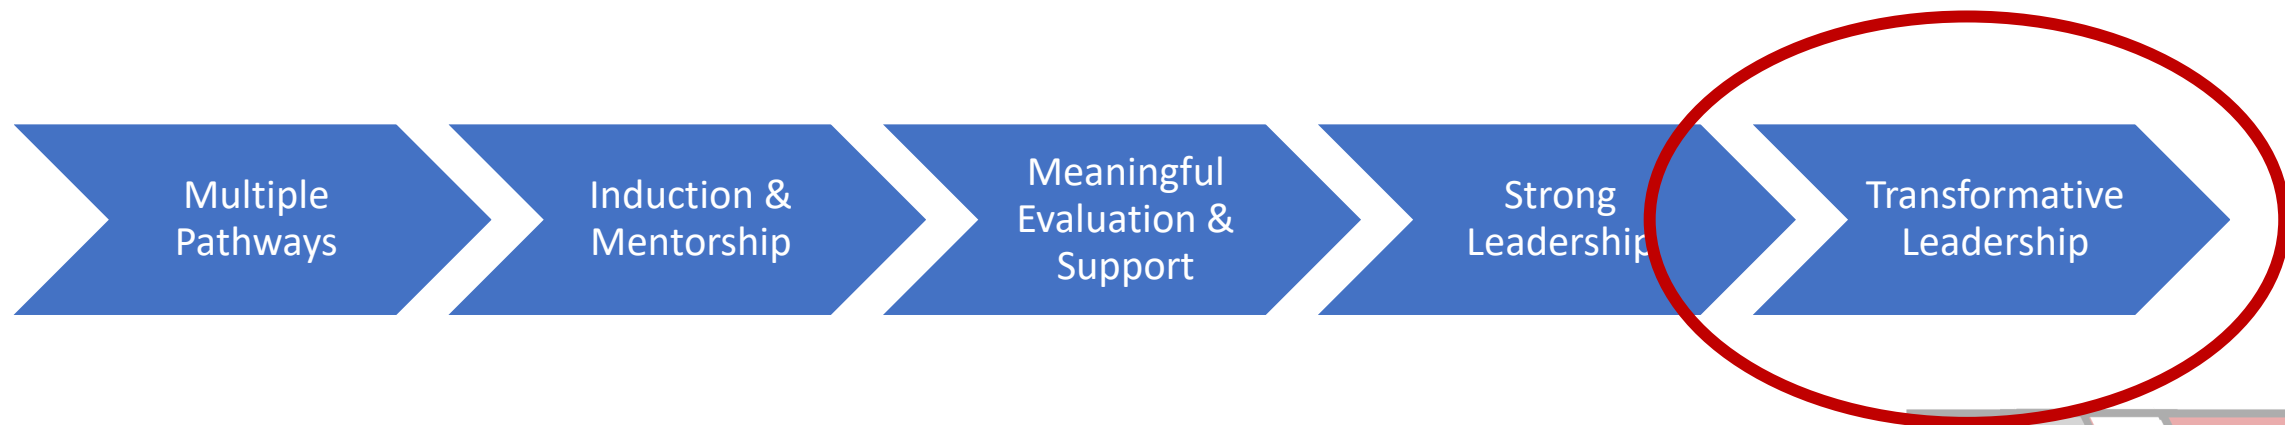 Multiple
Pathways
Induction &
Mentorship
Meaningful
Evaluation &
Support
Strong
Leadership
Transformative
Leadership